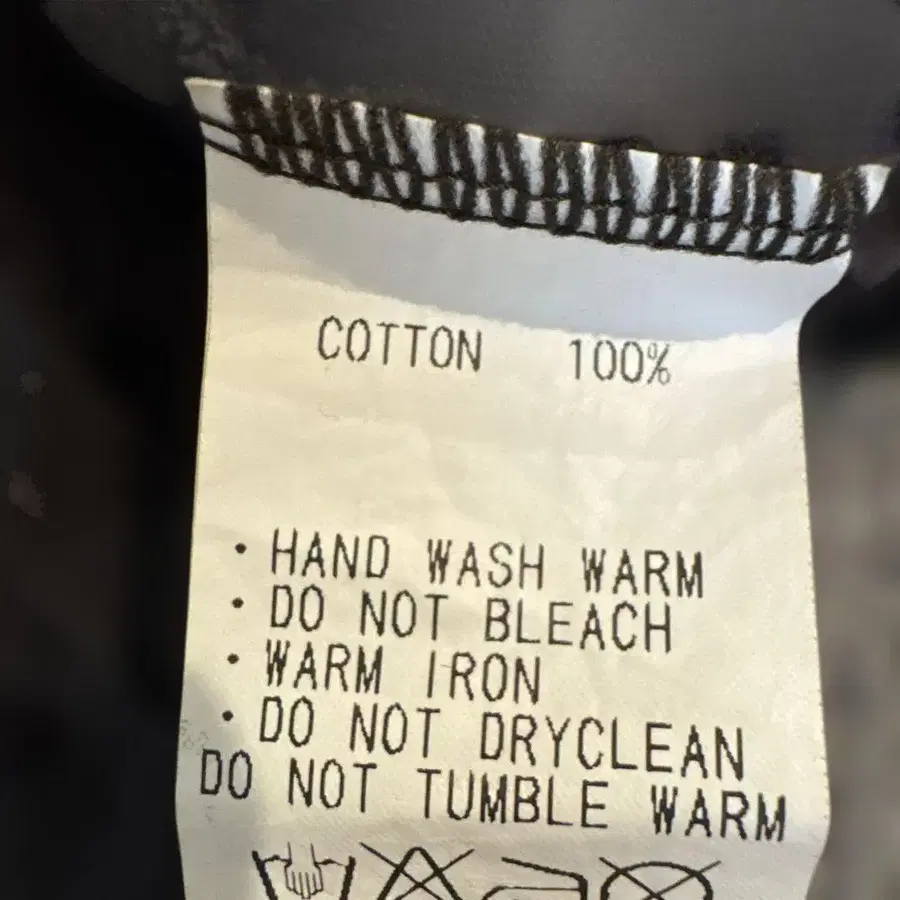 COTTON 100%
· HAND WASH WARM
· DO NOT BLEACH
· WARM IRON
· DO NOT DRYCLEAN
DO NOT TUMBLE WARM